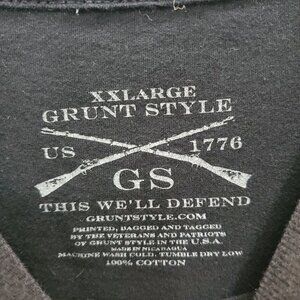 XXLARGE
GRUNT STYLE
US 1776
GS
THIS WE'LL DEFEND
GRUNTSTYLE.COM
PRINTED, BAGGED AND TAGGED
BY THE VETERANS AND PATRIOTS
OF GRUNT STYLE IN THE U.S.A.
MADE IN NICARAGUA
MACHINE WASH COLD, TUMBLE DRY LOW
100% COTTON